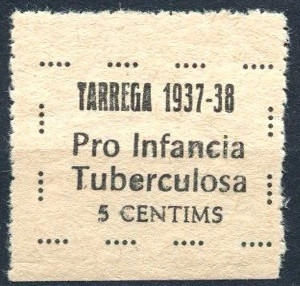 TARREGA 1937-38
Pro Infancia
Tuberculosa
5 CENTIMS